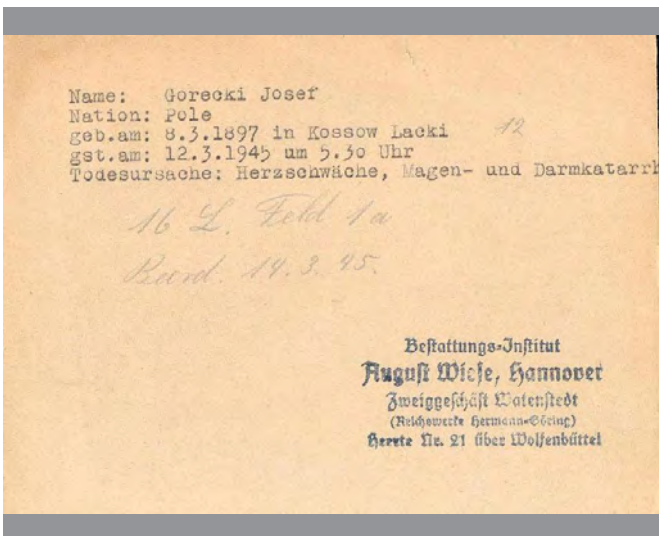 Name: Gorecki Josef
Nation: Pole
geb.am: 8.3.1897 in Kossow Lacki 12
gst.am: 12.3.1945 um 5.30 Uhr
Todesursache: Herzschwäche, Magen- und Darmkatarrh
16 L. Feld 1a
14.3.45.
Bestattungs-Institut
August Wiese, Hannover
Zweiggeschäft Watenstedt
(Reichswerke Hermann-Göring)
Heerte Nr. 21 über Wolfenbüttel